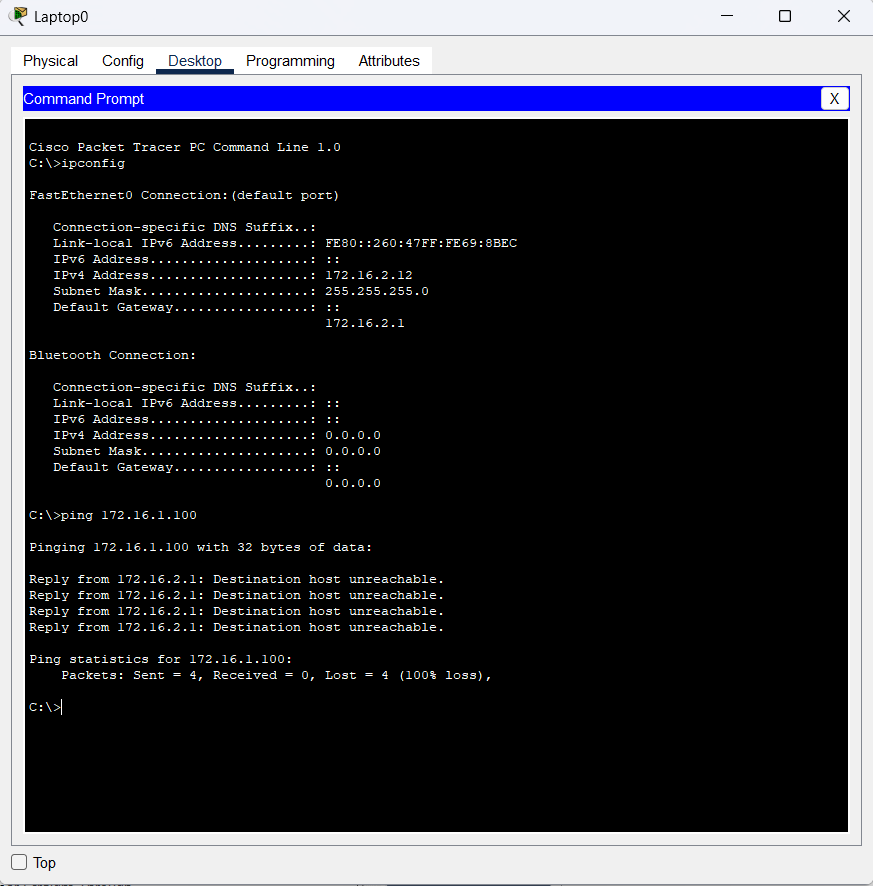 Laptop0
Physical Config Desktop Programming Attributes
Command Prompt X
Cisco Packet Tracer PC Command Line 1.0
C:\>ipconfig
FastEthernet0 Connection:(default port)
Connection-specific DNS Suffix..:
Link-local IPv6 Address.........: FE80::260:47FF:FE69:8BEC
IPv6 Address....................: ::
IPv4 Address....................: 172.16.2.12
Subnet Mask.....................: 255.255.255.0
Default Gateway.................: ::
172.16.2.1
Bluetooth Connection:
Connection-specific DNS Suffix..:
Link-local IPv6 Address.........: ::
IPv6 Address....................: ::
IPv4 Address....................: 0.0.0.0
Subnet Mask.....................: 0.0.0.0
Default Gateway.................: ::
0.0.0.0
C:\>ping 172.16.1.100
Pinging 172.16.1.100 with 32 bytes of data:
Reply from 172.16.2.1: Destination host unreachable.
Reply from 172.16.2.1: Destination host unreachable.
Reply from 172.16.2.1: Destination host unreachable.
Reply from 172.16.2.1: Destination host unreachable.
Ping statistics for 172.16.1.100:
Packets: Sent = 4, Received = 0, Lost = 4 (100% loss),
C:\>
Top